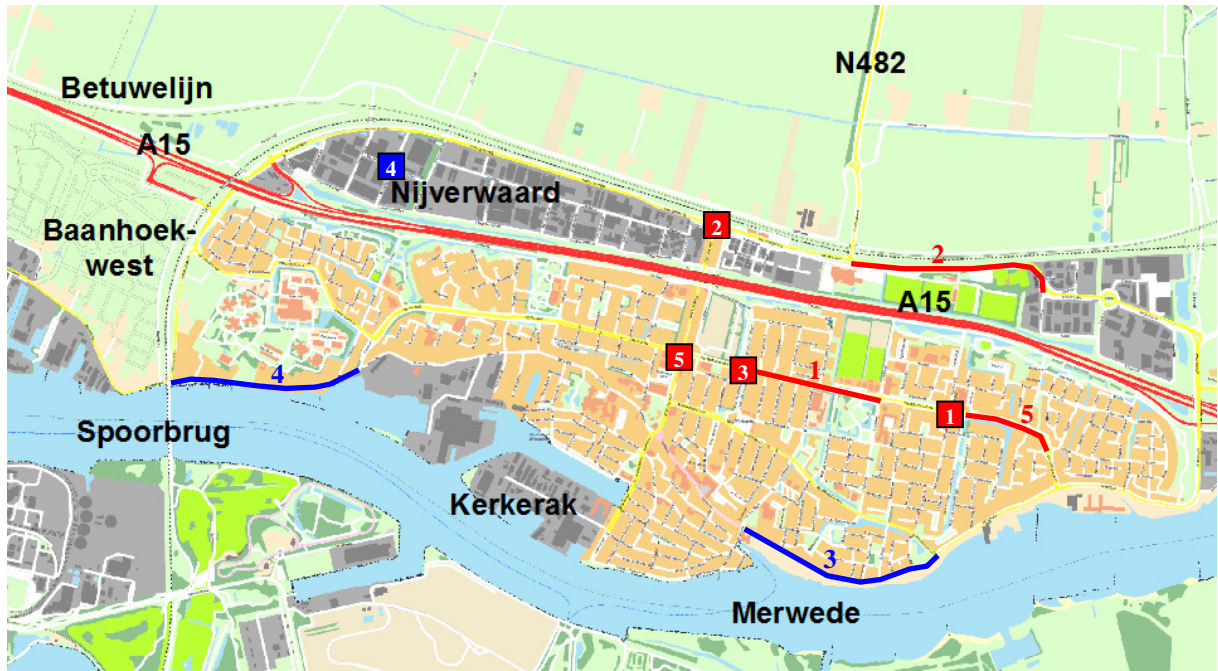 N482
Betuwelijn
A15
4
Nijverwaard
2
Baanhoek-
west
2
A15
5
3
1
4
1
5
Spoorbrug
Kerkerak
3
Merwede